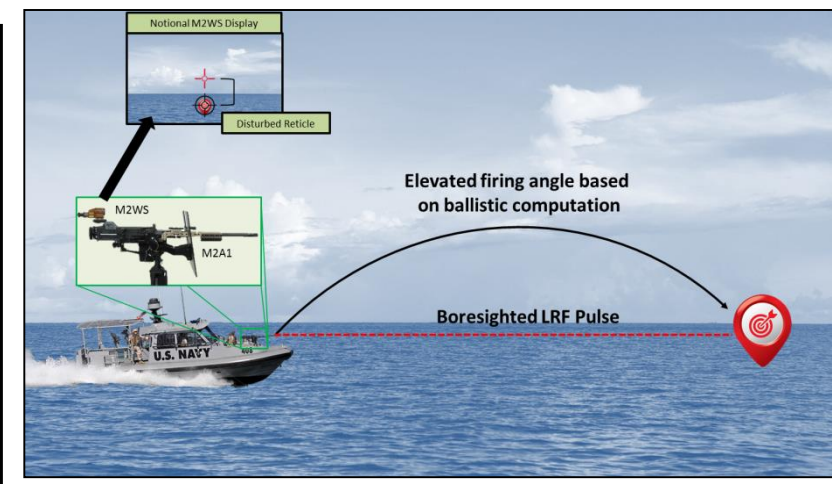 Notional M2WS Display
Disturbed Reticle
M2WS
M2A1
Elevated firing angle based
on ballistic computation
Boresighted LRF Pulse
U.S. NAVY